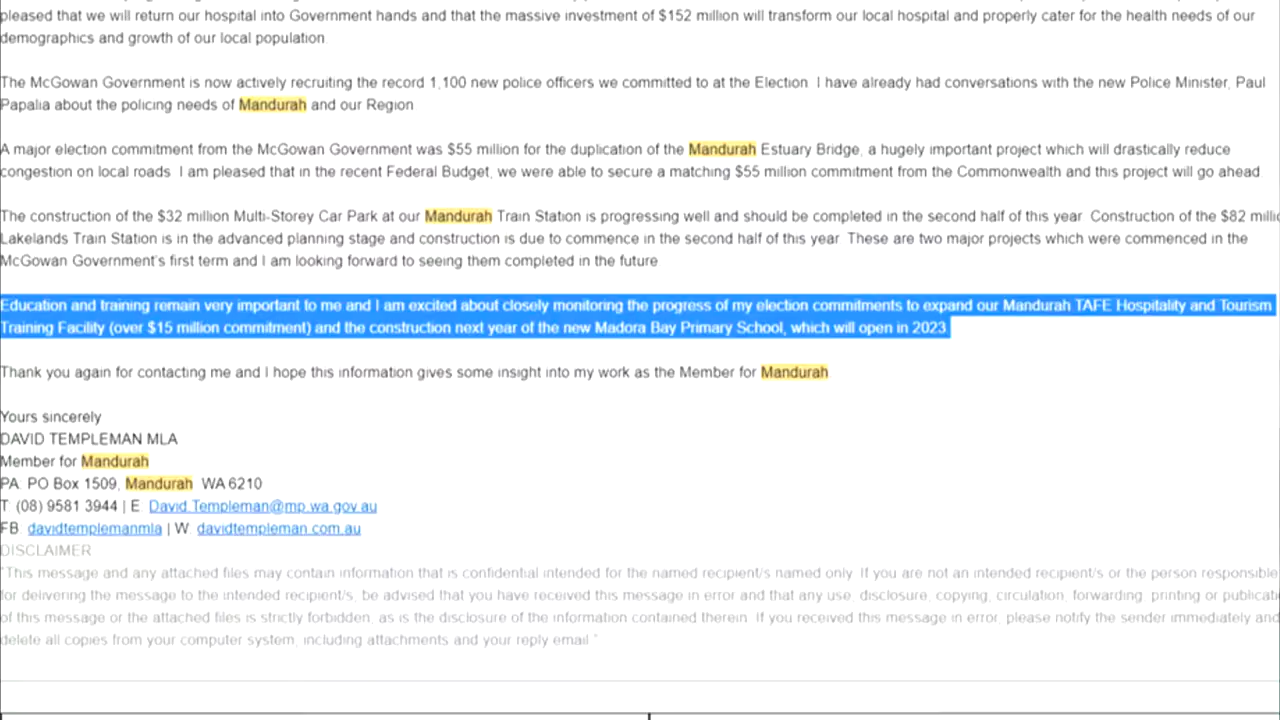 pleased that we will return our hospital into Government hands and that the massive investment of $152 million will transform our local hospital and properly cater for the health needs of our
demographics and growth of our local population.
The McGowan Government is now actively recruiting the record 1,100 new police officers we committed to at the Election. I have already had conversations with the new Police Minister, Paul
Papalia about the policing needs of Mandurah and our Region.
A major election commitment from the McGowan Government was $55 million for the duplication of the Mandurah Estuary Bridge, a hugely important project which will drastically reduce
congestion on local roads. I am pleased that in the recent Federal Budget, we were able to secure a matching $55 million commitment from the Commonwealth and this project will go ahead.
The construction of the $32 million Multi-Storey Car Park at our Mandurah Train Station is progressing well and should be completed in the second half of this year. Construction of the $82 millio
Lakelands Train Station is in the advanced planning stage and construction is due to commence in the second half of this year. These are two major projects which were commenced in the
McGowan Government's first term and I am looking forward to seeing them completed in the future.
Education and training remain very important to me and I am excited about closely monitoring the progress of my election commitments to expand our Mandurah TAFE Hospitality and Tourism
Training Facility (over $15 million commitment) and the construction next year of the new Madora Bay Primary School, which will open in 2023.
Thank you again for contacting me and I hope this information gives some insight into my work as the Member for Mandurah.
Yours sincerely
DAVID TEMPLEMAN MLA
Member for Mandurah
PA: PO Box 1509, Mandurah WA 6210
T: (08) 9581 3944 | E: David.Templeman@mp.wa.gov.au
FB: davidtemplemanmla | W: davidtempleman.com.au
DISCLAIMER
"This message and any attached files may contain information that is confidential intended for the named recipient/s named only. If you are not an intended recipient/s or the person responsible
for delivering the message to the intended recipient/s, be advised that you have received this message in error and that any use, disclosure, copying, circulation, forwarding, printing or publicati
of this message or the attached files is strictly forbidden, as is the disclosure of the information contained therein. If you received this message in error, please notify the sender immediately and
delete all copies from your computer system, including attachments and your reply email."